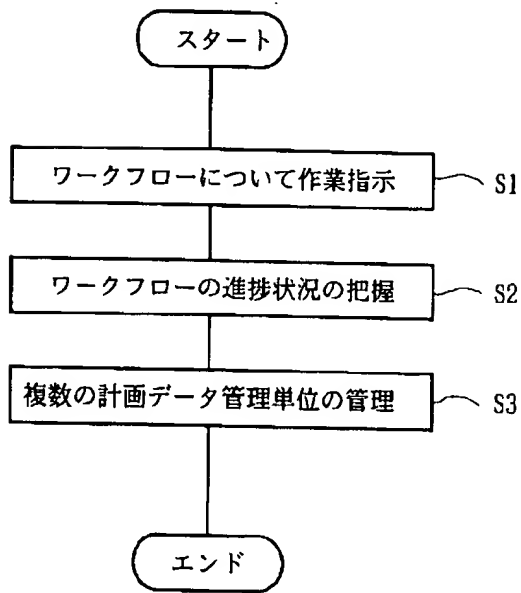 スタート
ワークフローについて作業指示
S1
ワークフローの進捗状況の把握
S2
複数の計画データ管理単位の管理
S3
エンド